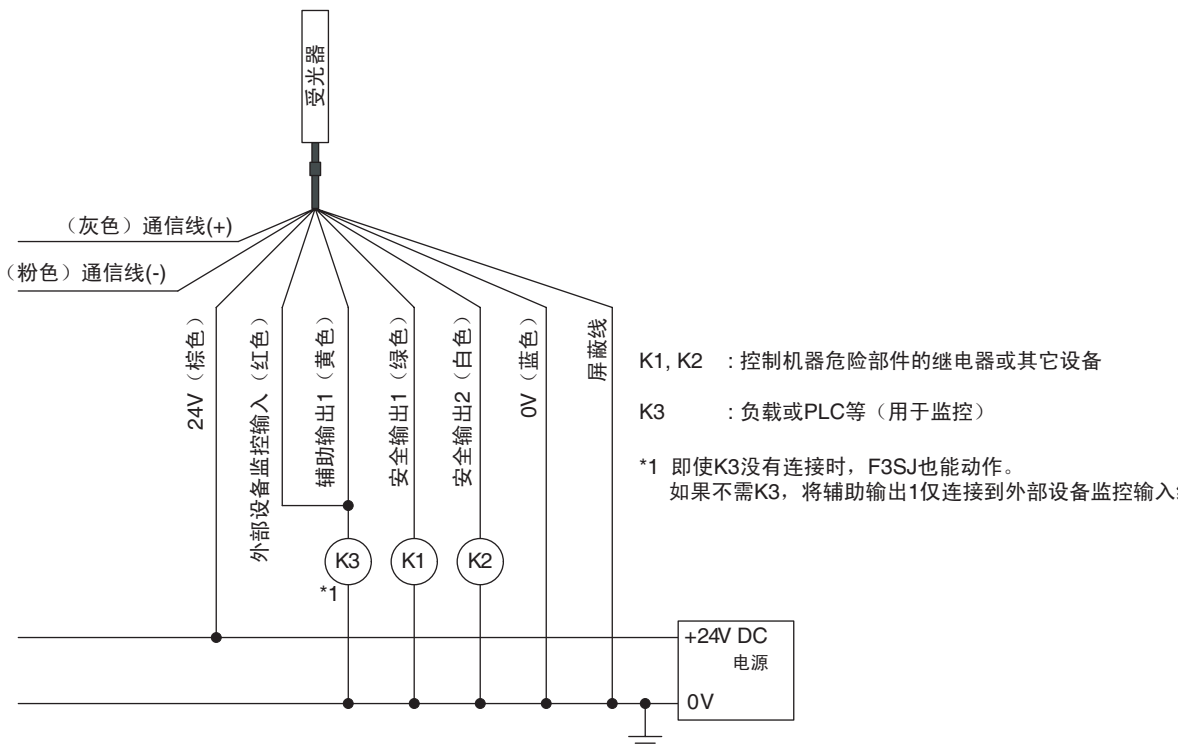 受光器
（灰色）通信线(+)
（粉色）通信线(-)
24V（棕色）
外部设备监控输入（红色）
辅助输出1（黄色）
安全输出1（绿色）
安全输出2（白色）
0V（蓝色）
屏蔽线
K1, K2 : 控制机器危险部件的继电器或其它设备
K3 : 负载或PLC等（用于监控）
*1 即使K3没有连接时，F3SJ也能动作。
如果不需K3，将辅助输出1仅连接到外部设备监控输入
K3
K1
K2
*1
+24V DC
电源
0V